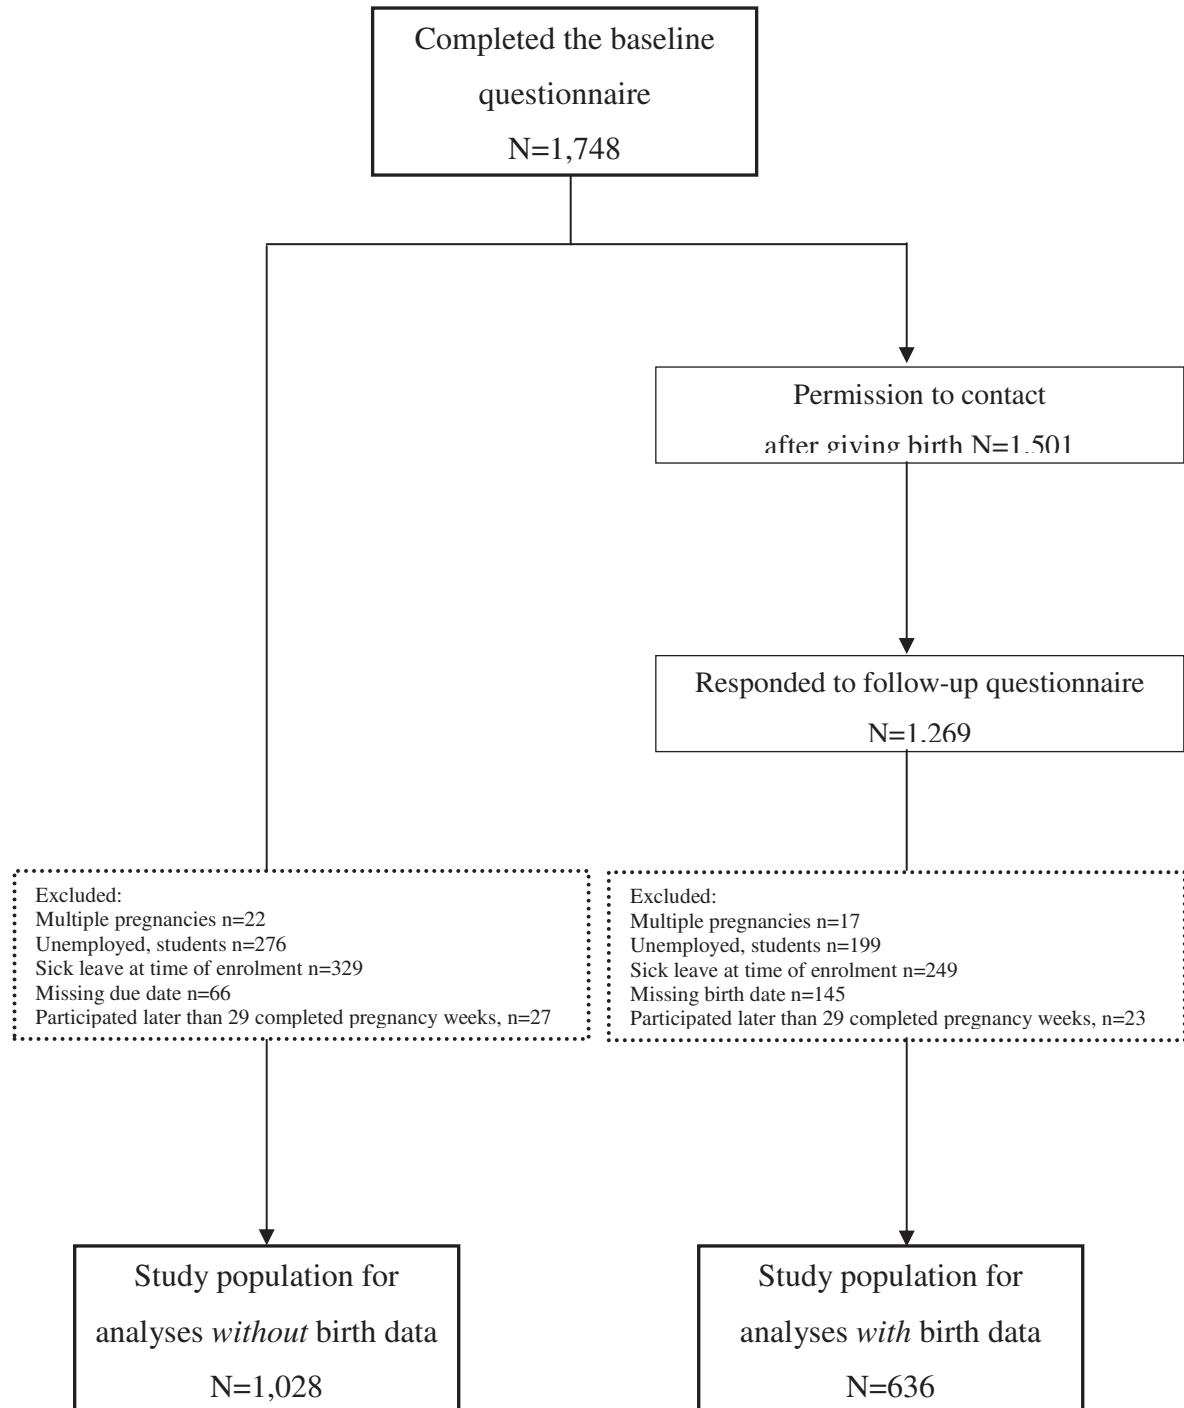 Completed the baseline
questionnaire
N=1,748
Permission to contact
after giving birth N=1,501
Responded to follow-up questionnaire
N=1,269
Excluded:
Multiple pregnancies n=22
Unemployed, students n=276
Sick leave at time of enrolment n=329
Missing due date n=66
Participated later than 29 completed pregnancy weeks, n=27
Excluded:
Multiple pregnancies n=17
Unemployed, students n=199
Sick leave at time of enrolment n=249
Missing birth date n=145
Participated later than 29 completed pregnancy weeks, n=23
Study population for
analyses without birth data
N=1,028
Study population for
analyses with birth data
N=636